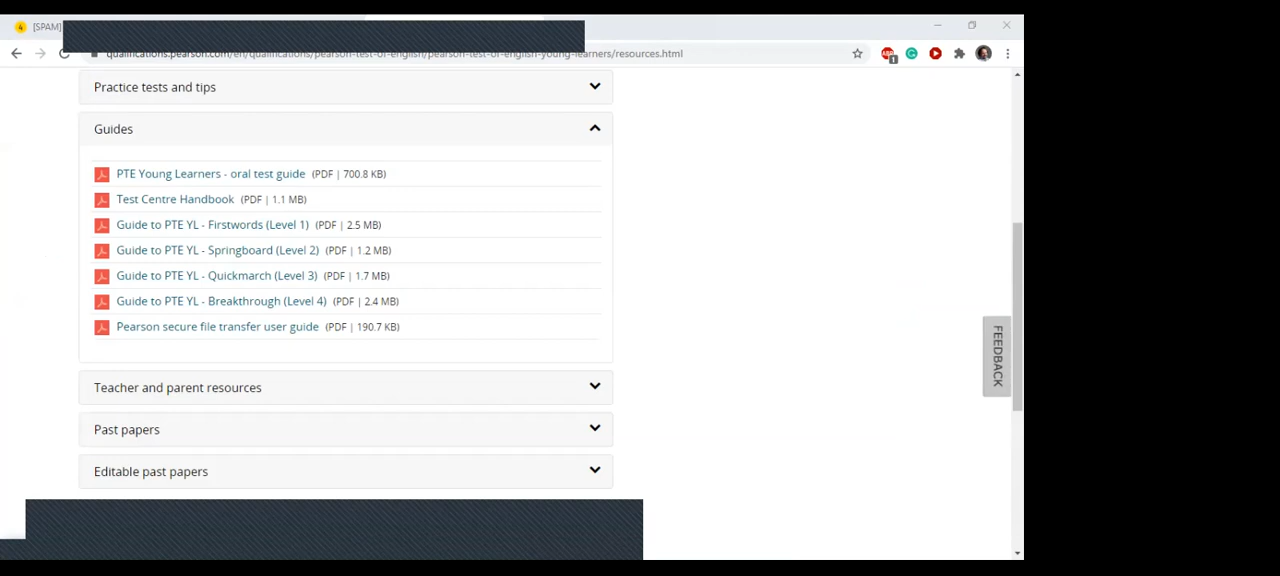 4 [SPAM]
qualifications.pearson.com/en/qualifications/pearson-test-of-english/pearson-test-of-english-young-learners/resources.html
ABP 1
Practice tests and tips
Guides
PTE Young Learners - oral test guide (PDF | 700.8 KB)
Test Centre Handbook (PDF | 1.1 MB)
Guide to PTE YL - Firstwords (Level 1) (PDF | 2.5 MB)
Guide to PTE YL - Springboard (Level 2) (PDF | 1.2 MB)
Guide to PTE YL - Quickmarch (Level 3) (PDF | 1.7 MB)
Guide to PTE YL - Breakthrough (Level 4) (PDF | 2.4 MB)
Pearson secure file transfer user guide (PDF | 190.7 KB)
FEEDBACK
Teacher and parent resources
Past papers
Editable past papers